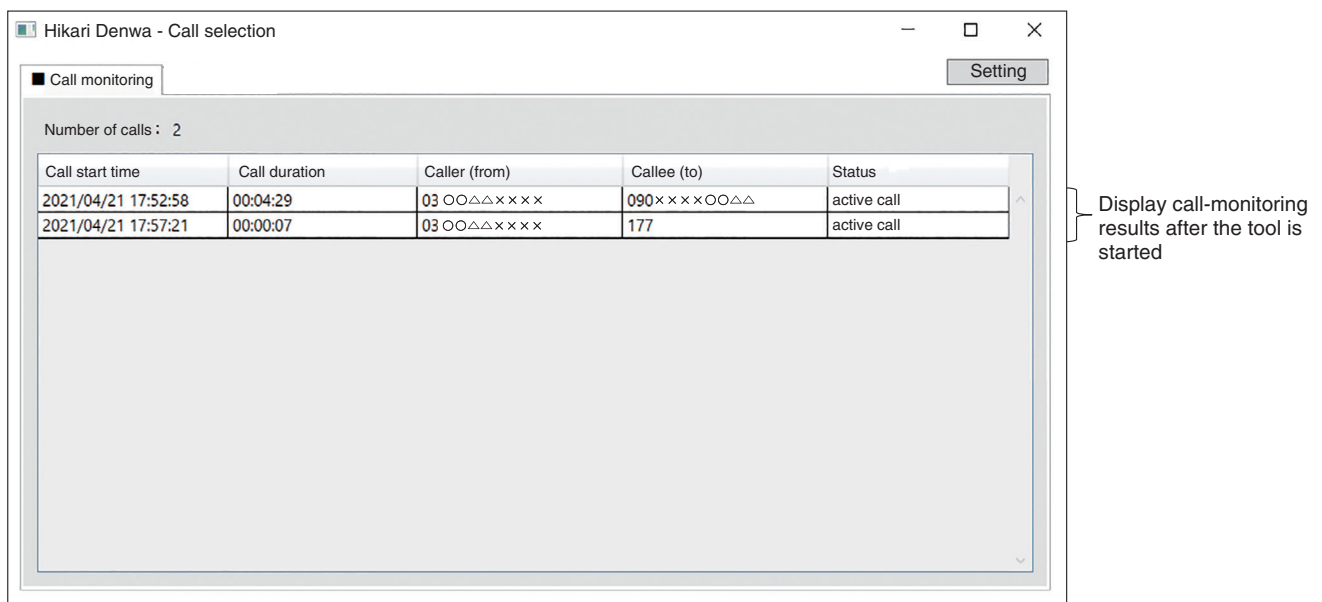 Hikari Denwa - Call selection
Setting
■ Call monitoring
Number of calls : 2
Call start time Call duration Caller (from) Callee (to) Status
2021/04/21 17:52:58 00:04:29 03 ○○△△×××× 090××××○○△△ active call
2021/04/21 17:57:21 00:00:07 03 ○○△△×××× 177 active call
Display call-monitoring
results after the tool is
started